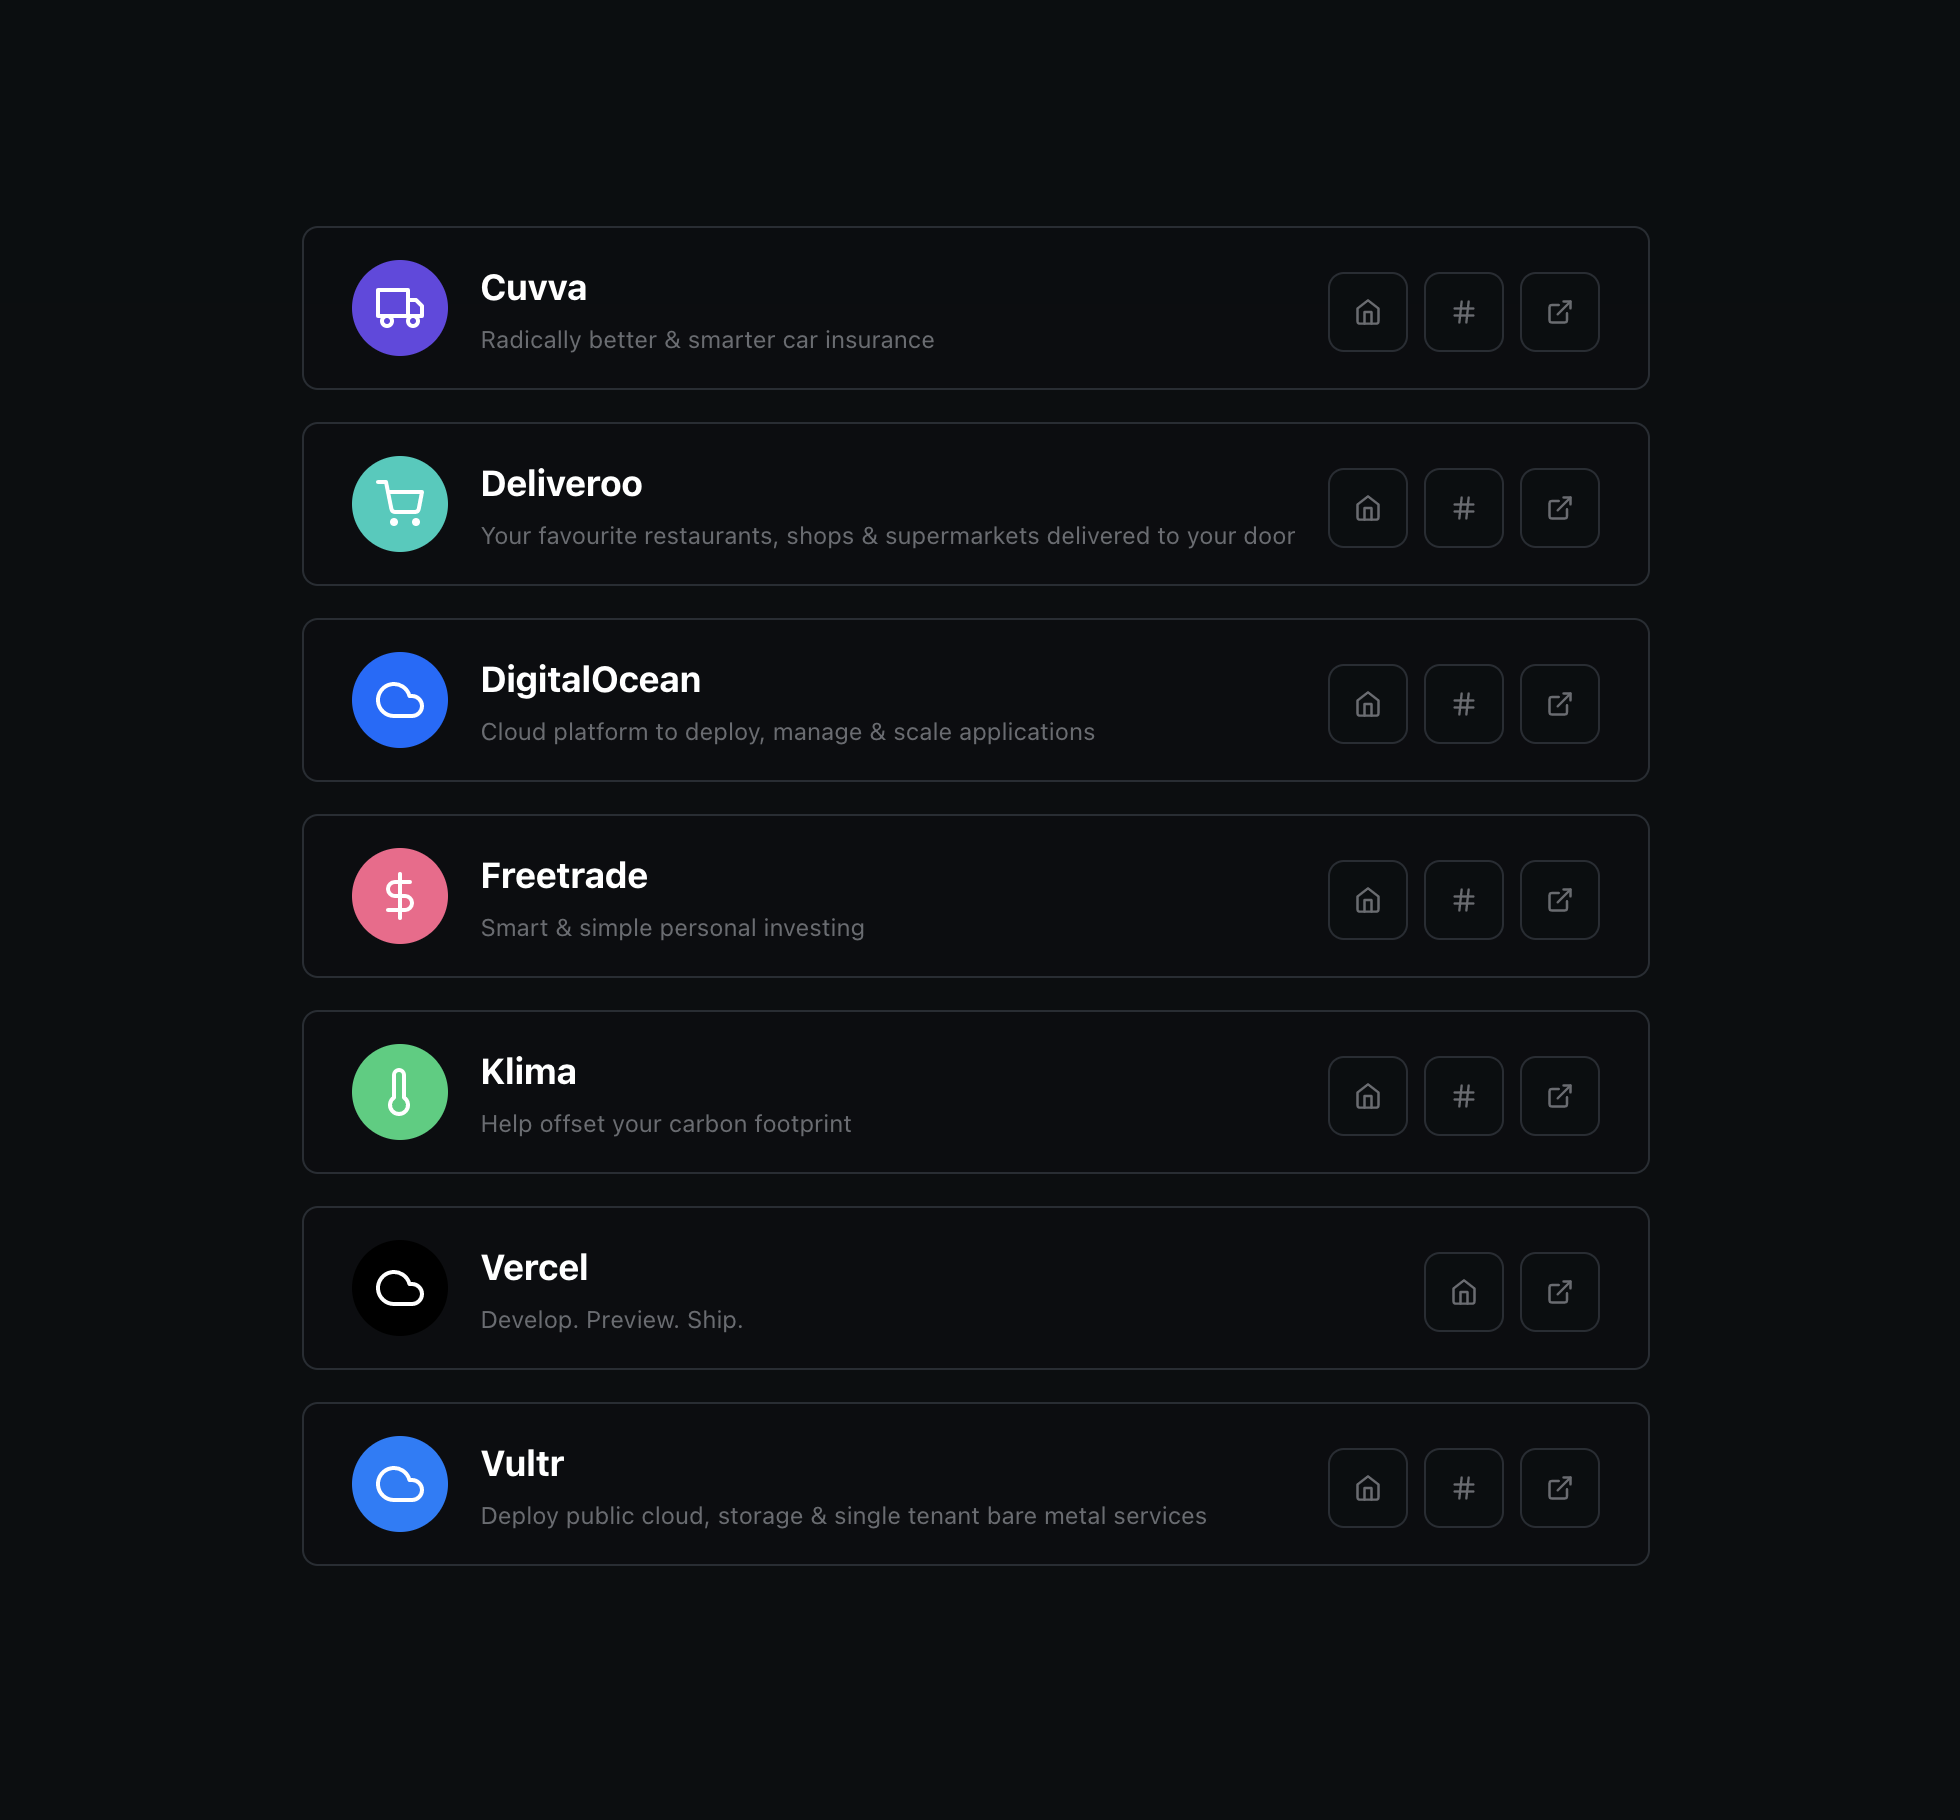 Cuvva
Radically better & smarter car insurance
Deliveroo
Your favourite restaurants, shops & supermarkets delivered to your door
DigitalOcean
Cloud platform to deploy, manage & scale applications
Freetrade
Smart & simple personal investing
Klima
Help offset your carbon footprint
Vercel
Develop. Preview. Ship.
Vultr
Deploy public cloud, storage & single tenant bare metal services